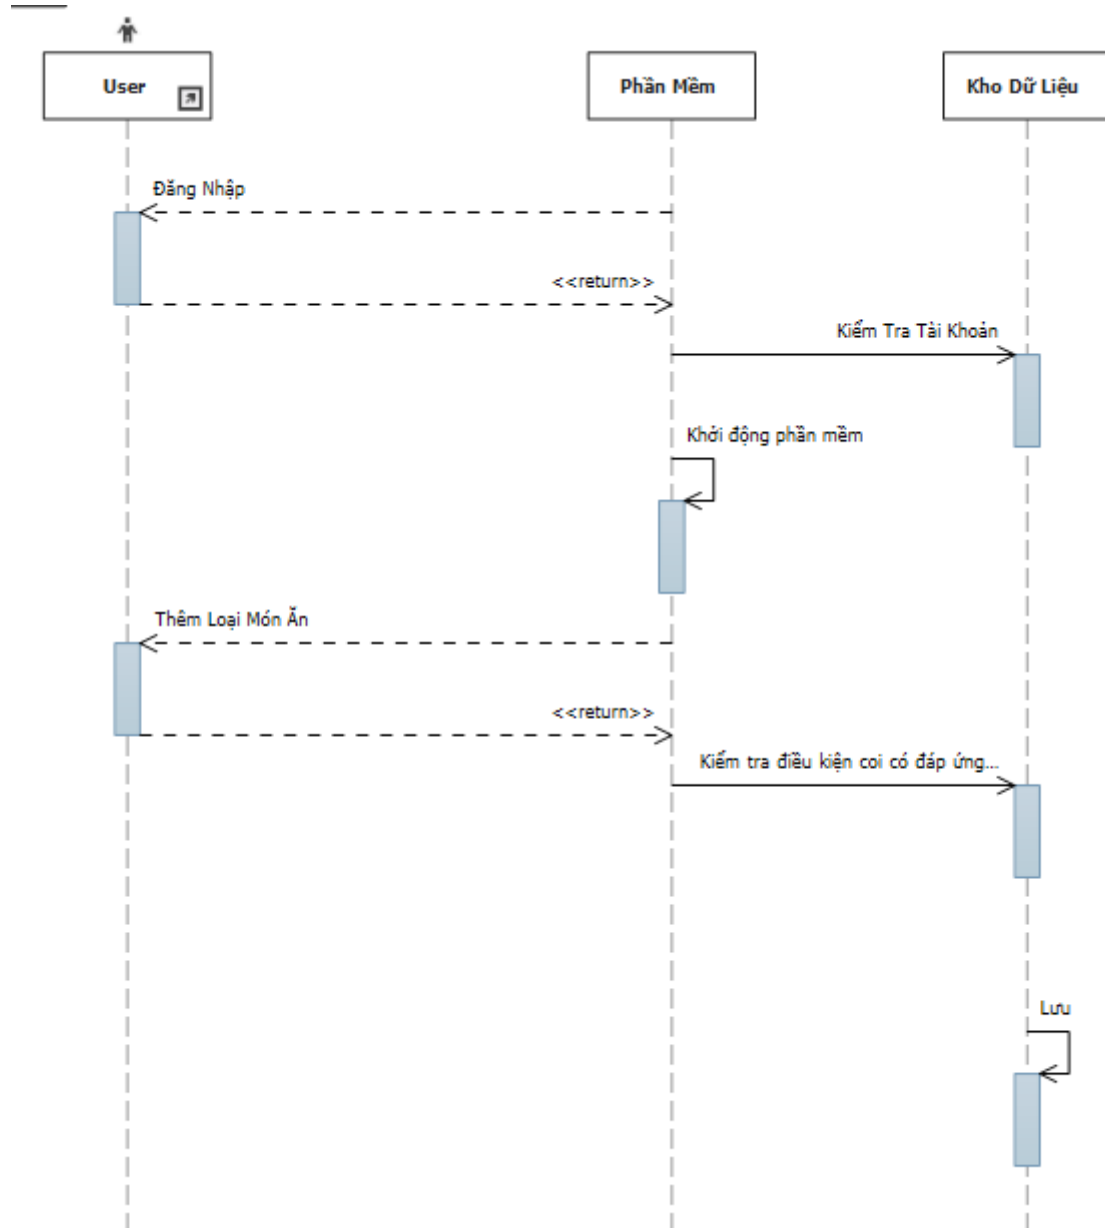 User
Phần Mềm
Kho Dữ Liệu
Đăng Nhập
<<return>>
Kiểm Tra Tài Khoản
Khởi động phần mềm
Thêm Loại Món Ăn
<<return>>
Kiểm tra điều kiện coi có đáp ứng...
Lưu